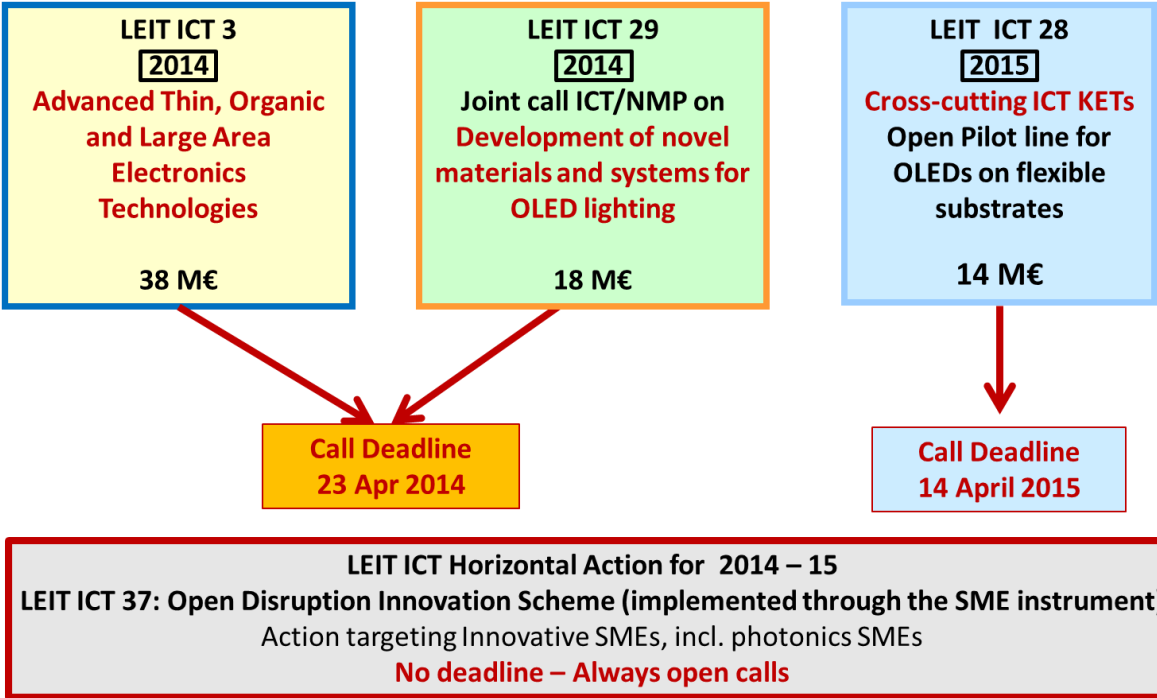 LEIT ICT 3
2014
Advanced Thin, Organic
and Large Area
Electronics
Technologies
38 M€
LEIT ICT 29
2014
Joint call ICT/NMP on
Development of novel
materials and systems for
OLED lighting
18 M€
LEIT ICT 28
2015
Cross-cutting ICT KETs
Open Pilot line for
OLEDs on flexible
substrates
14 M€
Call Deadline
23 Apr 2014
Call Deadline
14 April 2015
LEIT ICT Horizontal Action for 2014 – 15
LEIT ICT 37: Open Disruption Innovation Scheme (implemented through the SME instrument)
Action targeting Innovative SMEs, incl. photonics SMEs
No deadline – Always open calls